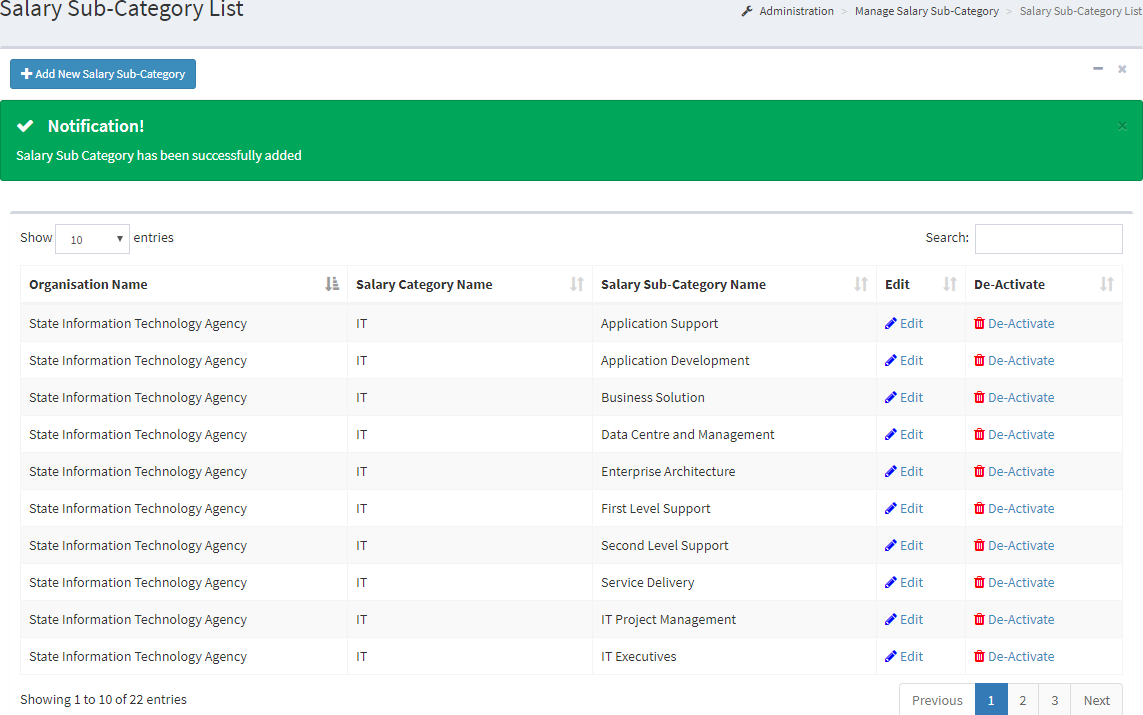 Salary Sub-Category List
Administration > Manage Salary Sub-Category > Salary Sub-Category List
Add New Salary Sub-Category
Notification!
Salary Sub Category has been successfully added
Show 10 entries Search:
Organisation Name Salary Category Name Salary Sub-Category Name Edit De-Activate
State Information Technology Agency IT Application Support Edit De-Activate
State Information Technology Agency IT Application Development Edit De-Activate
State Information Technology Agency IT Business Solution Edit De-Activate
State Information Technology Agency IT Data Centre and Management Edit De-Activate
State Information Technology Agency IT Enterprise Architecture Edit De-Activate
State Information Technology Agency IT First Level Support Edit De-Activate
State Information Technology Agency IT Second Level Support Edit De-Activate
State Information Technology Agency IT Service Delivery Edit De-Activate
State Information Technology Agency IT IT Project Management Edit De-Activate
State Information Technology Agency IT IT Executives Edit De-Activate
Showing 1 to 10 of 22 entries Previous 1 2 3 Next